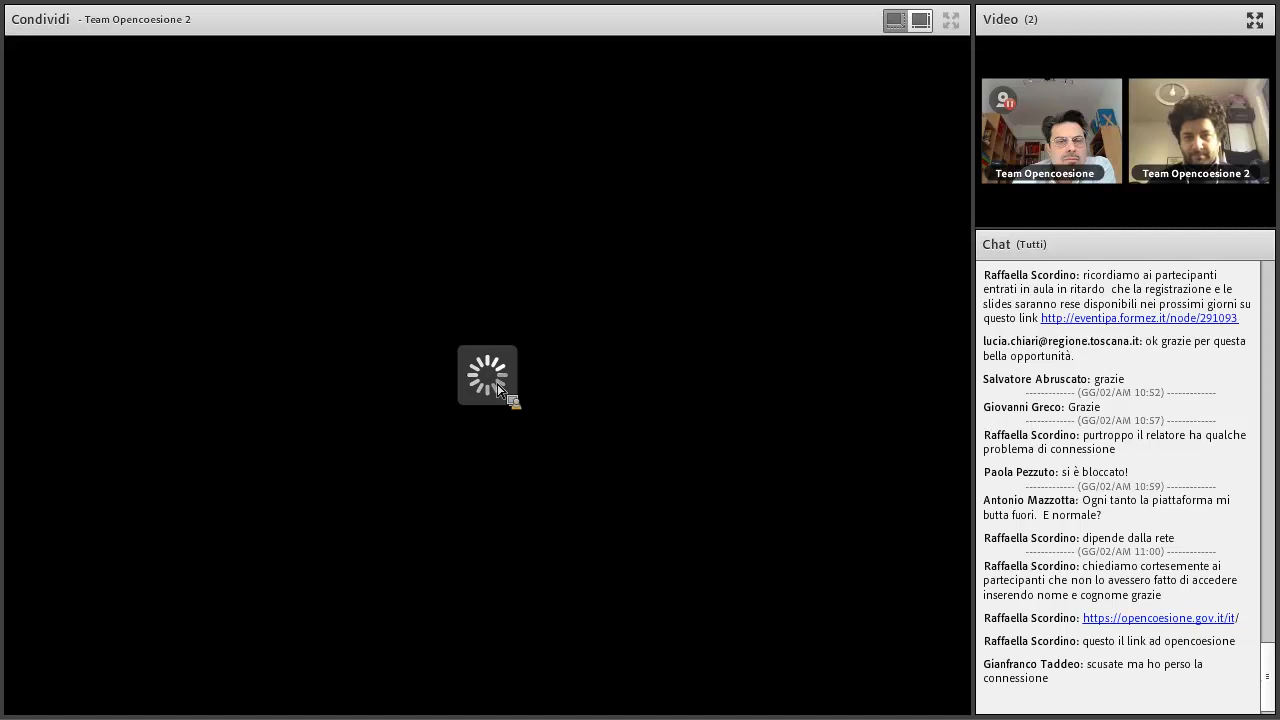 Condividi - Team Opencoesione 2
Video (2)
Team Opencoesione
Team Opencoesione 2
Chat (Tutti)
Raffaella Scordino: ricordiamo ai partecipanti
entrati in aula in ritardo che la registrazione e le
slides saranno rese disponibili nei prossimi giorni su
questo link http://eventipa.formez.it/node/291093
lucia.chiari@regione.toscana.it: ok grazie per questa
bella opportunità.
Salvatore Abruscato: grazie
------------- (GG/02/AM 10:52) -------------
Giovanni Greco: Grazie
------------- (GG/02/AM 10:57) -------------
Raffaella Scordino: purtroppo il relatore ha qualche
problema di connessione
Paola Pezzuto: si è bloccato!
------------- (GG/02/AM 10:59) -------------
Antonio Mazzotta: Ogni tanto la piattaforma mi
butta fuori. E normale?
Raffaella Scordino: dipende dalla rete
------------- (GG/02/AM 11:00) -------------
Raffaella Scordino: chiediamo cortesemente ai
partecipanti che non lo avessero fatto di accedere
inserendo nome e cognome grazie
Raffaella Scordino: https://opencoesione.gov.it/it/
Raffaella Scordino: questo il link ad opencoesione
Gianfranco Taddeo: scusate ma ho perso la
connessione